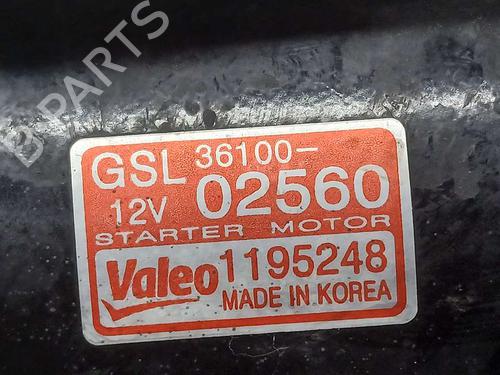 B PARTS
GSL 36100-
12V 02560
STARTER MOTOR
Valeo 1195248
MADE IN KOREA